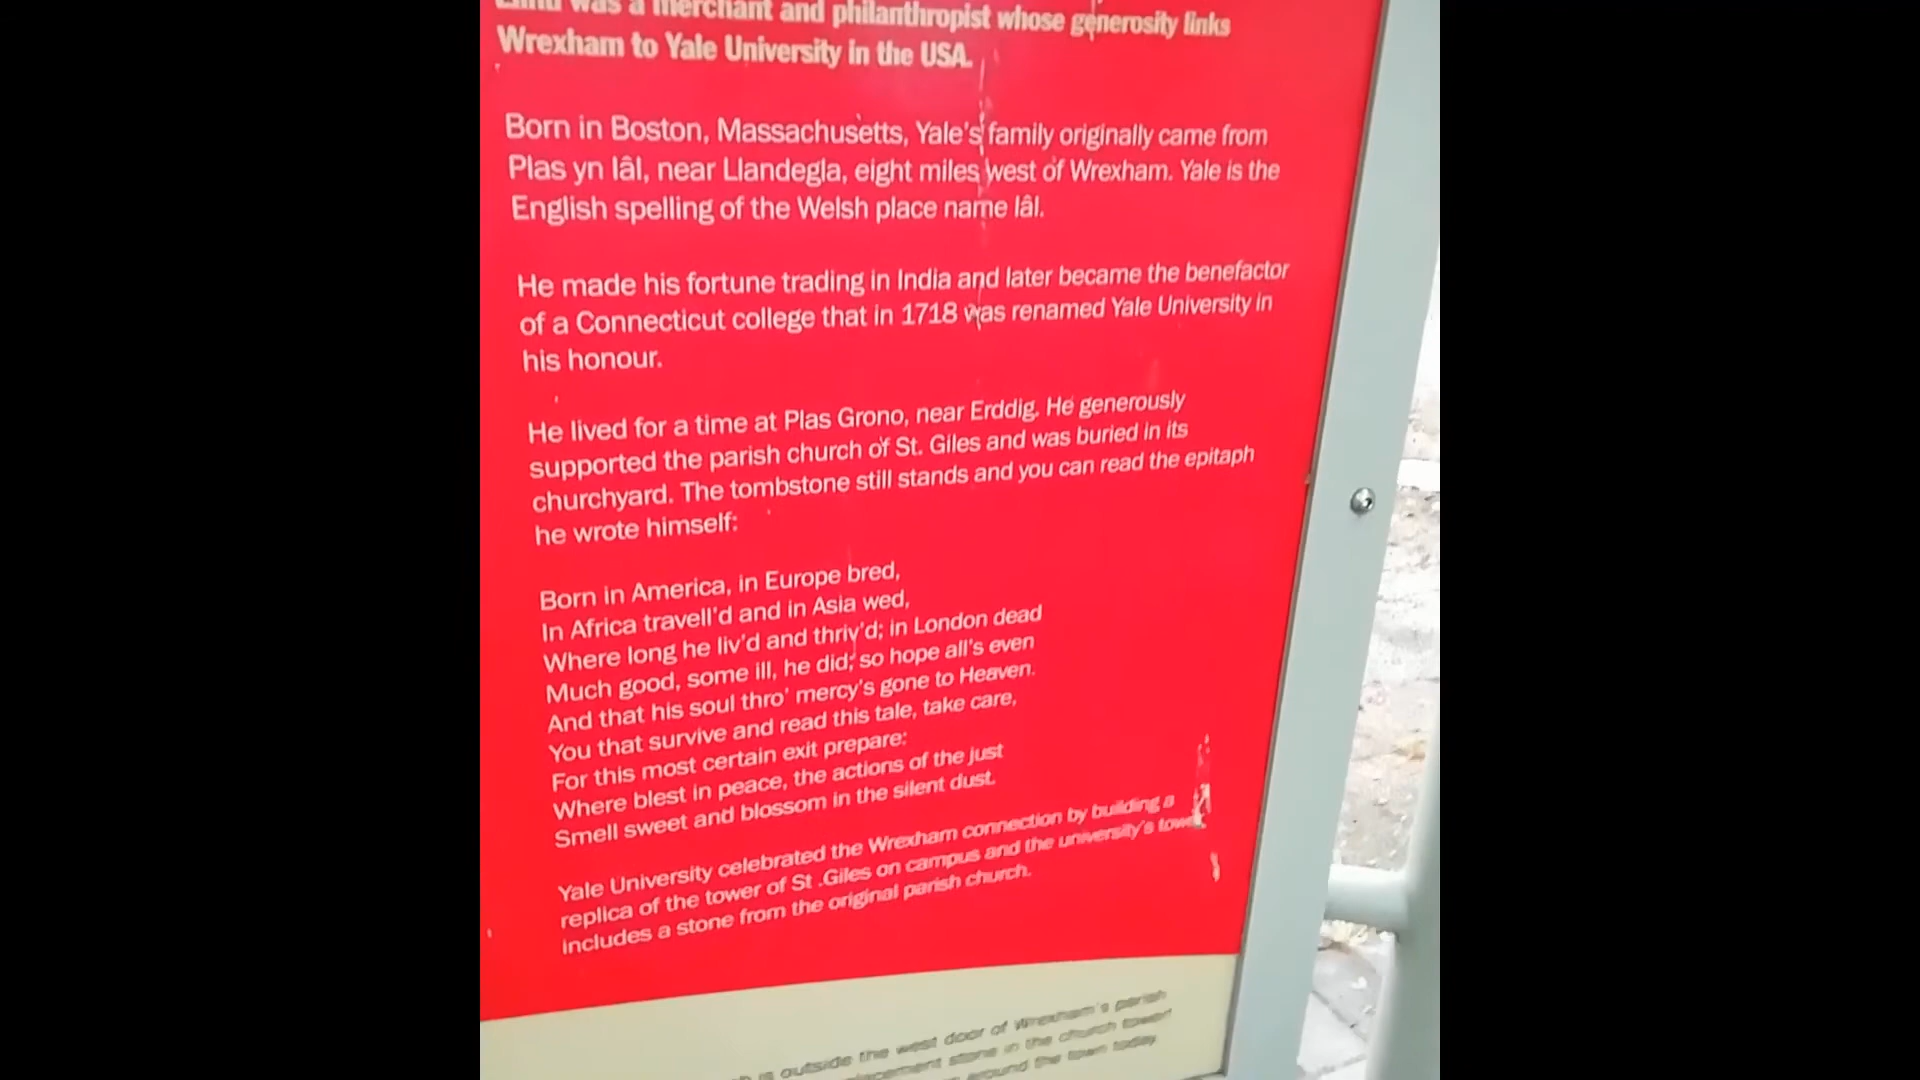 Elihu was a merchant and philanthropist whose generosity links
Wrexham to Yale University in the USA.
Born in Boston, Massachusetts, Yale's family originally came from
Plas yn Iâl, near Llandegla, eight miles west of Wrexham. Yale is the
English spelling of the Welsh place name Iâl.
He made his fortune trading in India and later became the benefactor
of a Connecticut college that in 1718 was renamed Yale University in
his honour.
He lived for a time at Plas Grono, near Erddig. He generously
supported the parish church of St. Giles and was buried in its
churchyard. The tombstone still stands and you can read the epitaph
he wrote himself:
Born in America, in Europe bred,
In Africa travell'd and in Asia wed,
Where long he liv'd and thriv'd; in London dead
Much good, some ill, he did; so hope all's even
And that his soul thro' mercy's gone to Heaven.
You that survive and read this tale, take care,
For this most certain exit prepare:
Where blest in peace, the actions of the just
Smell sweet and blossom in the silent dust.
Yale University celebrated the Wrexham connection by building a
replica of the tower of St .Giles on campus and the university's tower
includes a stone from the original parish church.
is outside the west door of Wrexham's parish
stone in the church tower
around the town today